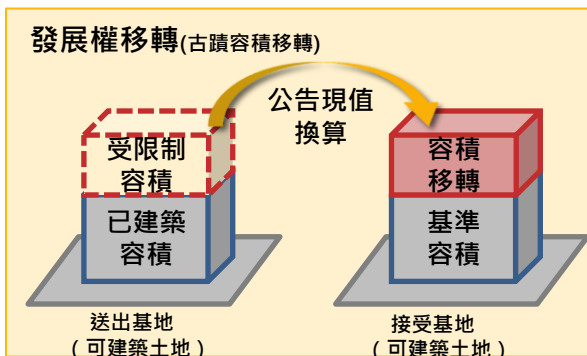 發展權移轉(古蹟容積移轉)
公告現值
換算
受限制
容積
容積
移轉
已建築
容積
基準
容積
送出基地
（可建築土地）
接受基地
（可建築土地）